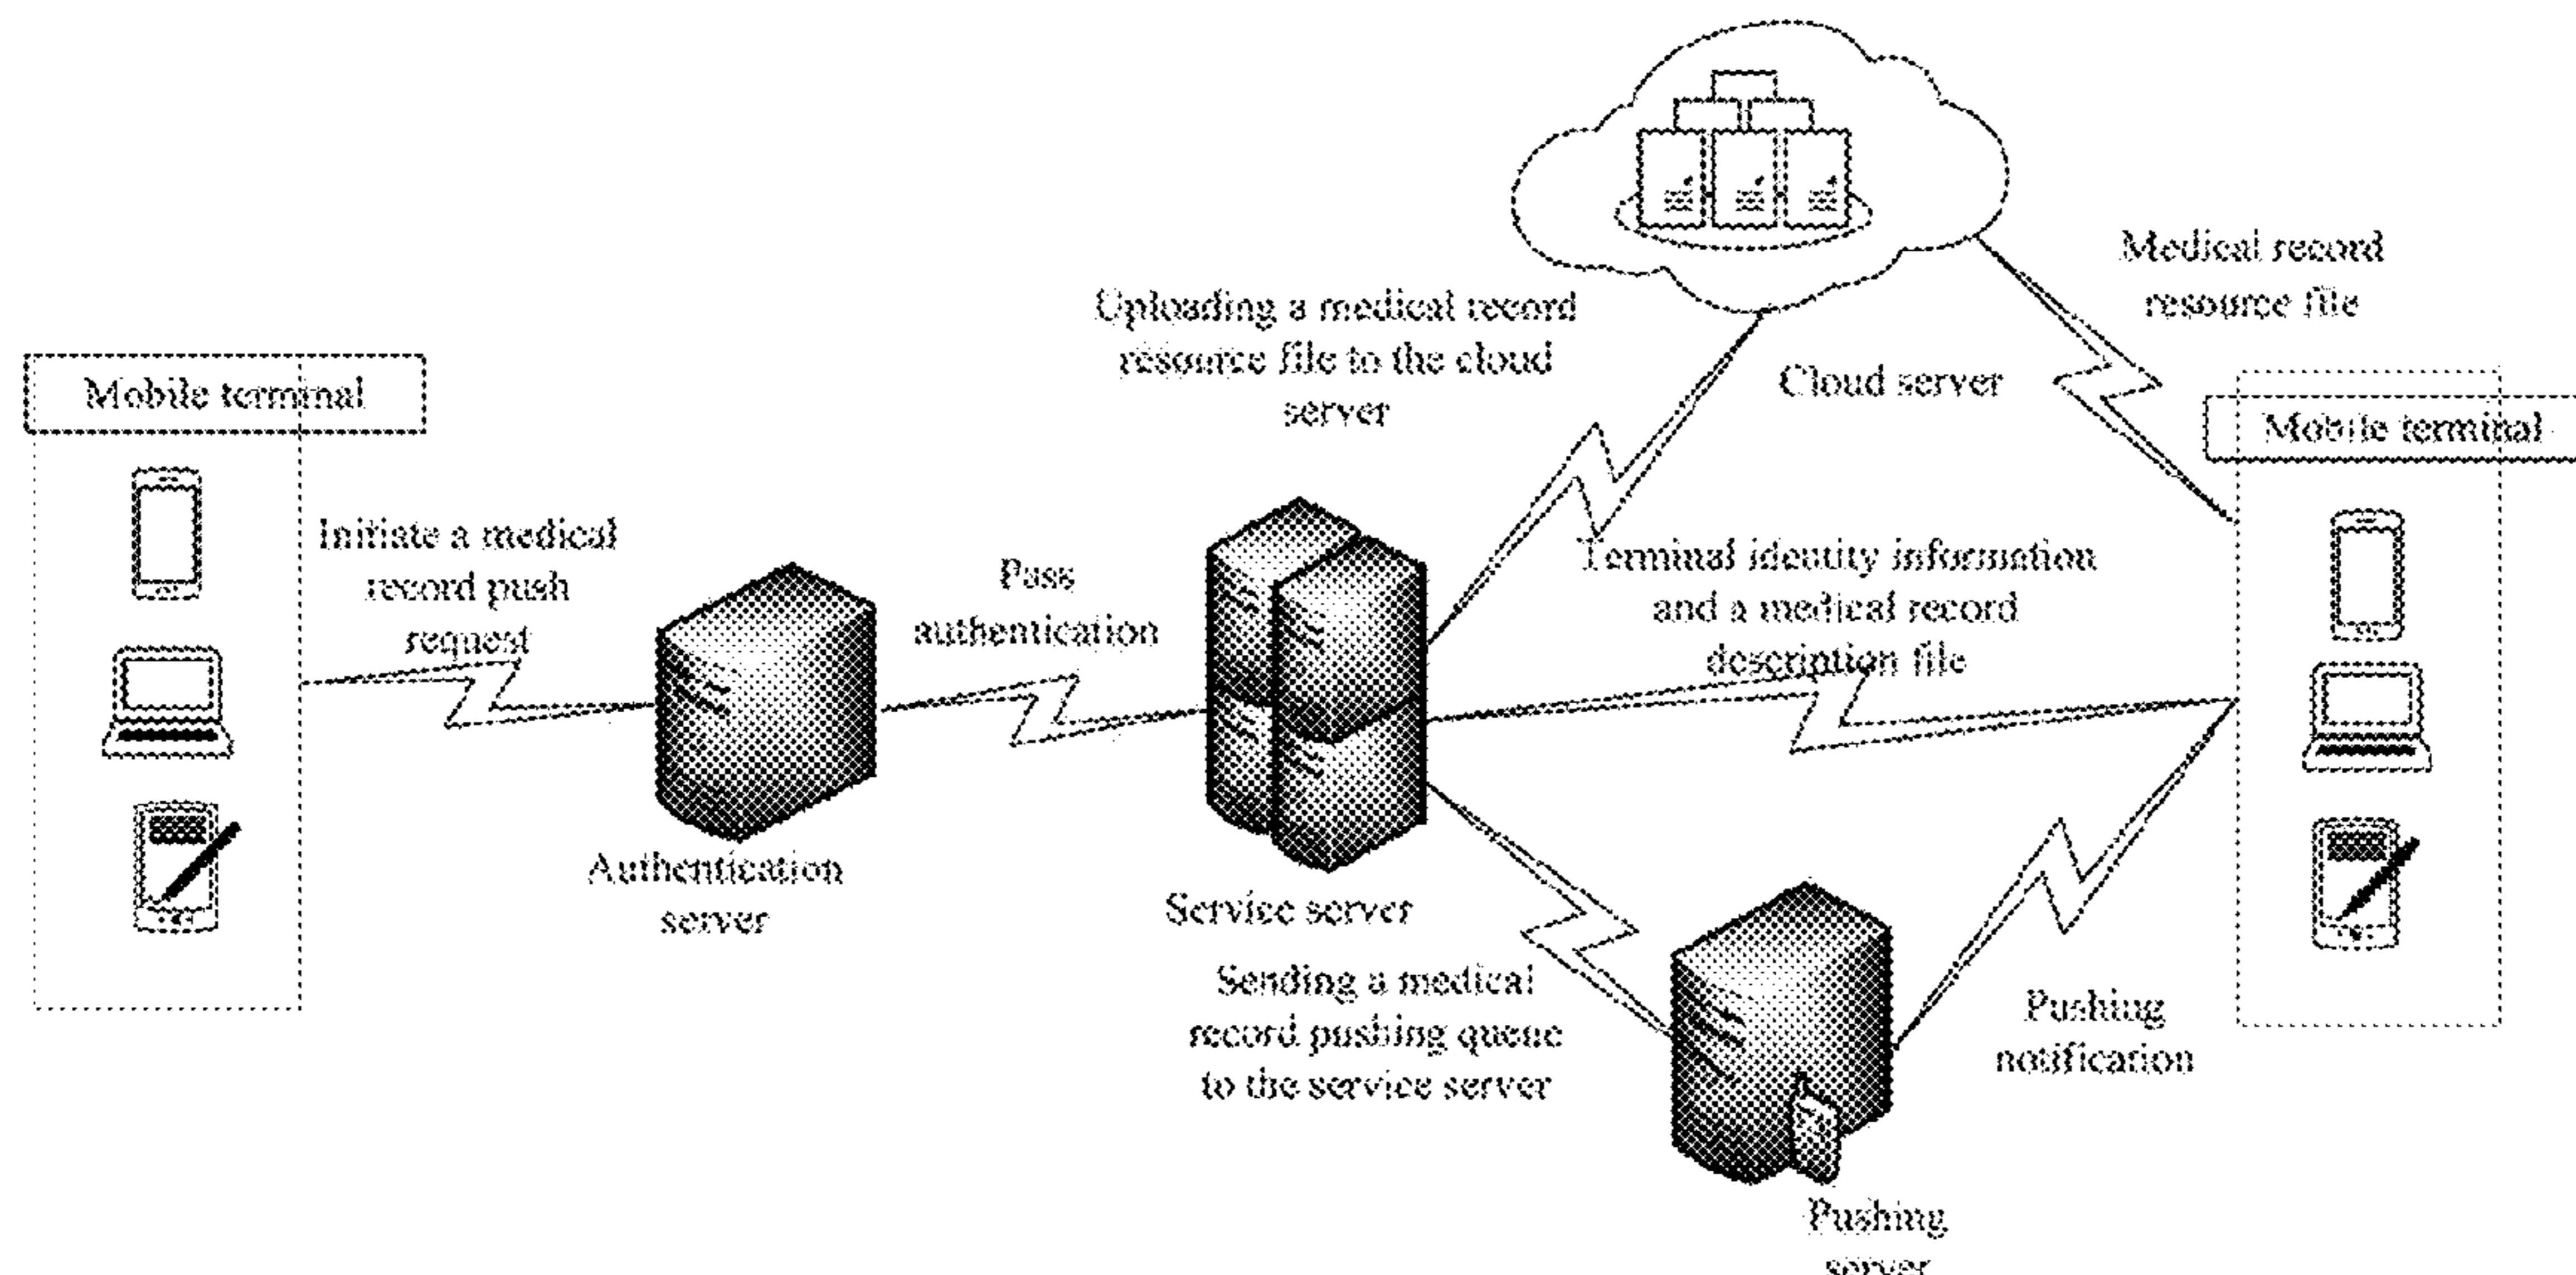 Mobile terminal
Initiate a medical
record push
request
Authentication
server
Pass
authentication
Service server
Uploading a medical record
resource file to the cloud
server
Cloud server
Medical record
resource file
Terminal identity information
and a medical record
description file
Sending a medical
record pushing queue
to the service server
Pushing
server
Pushing
notification
Mobile terminal